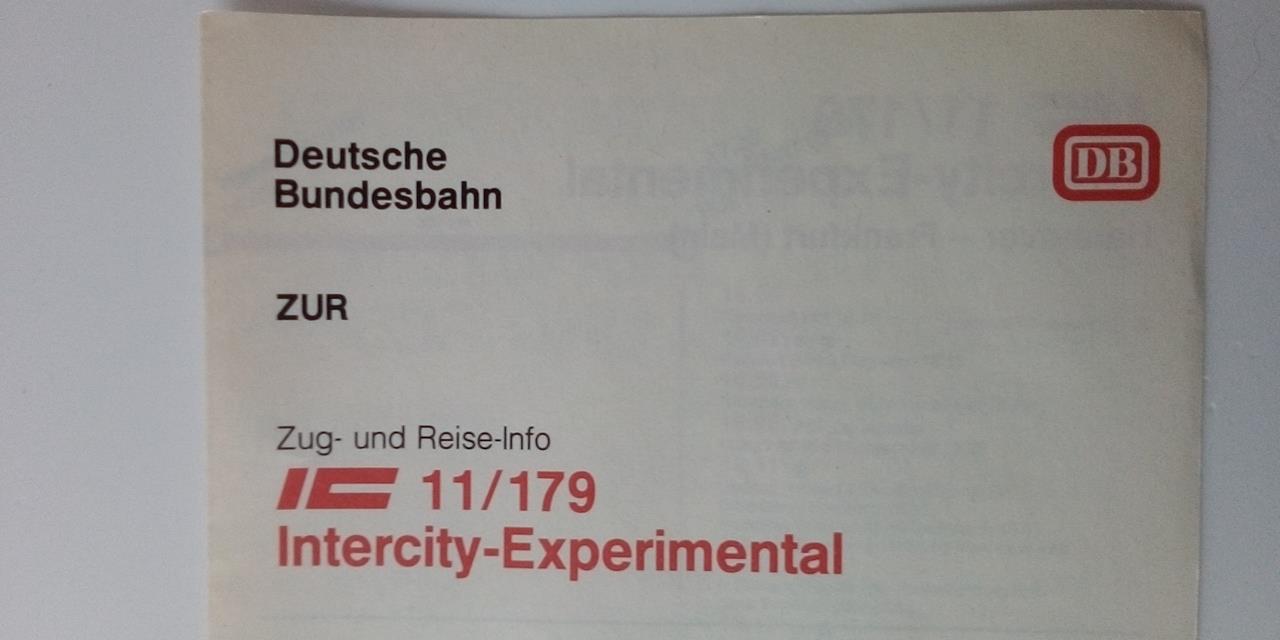 Deutsche
Bundesbahn
DB
ZUR
Zug- und Reise-Info
IC 11/179
Intercity-Experimental